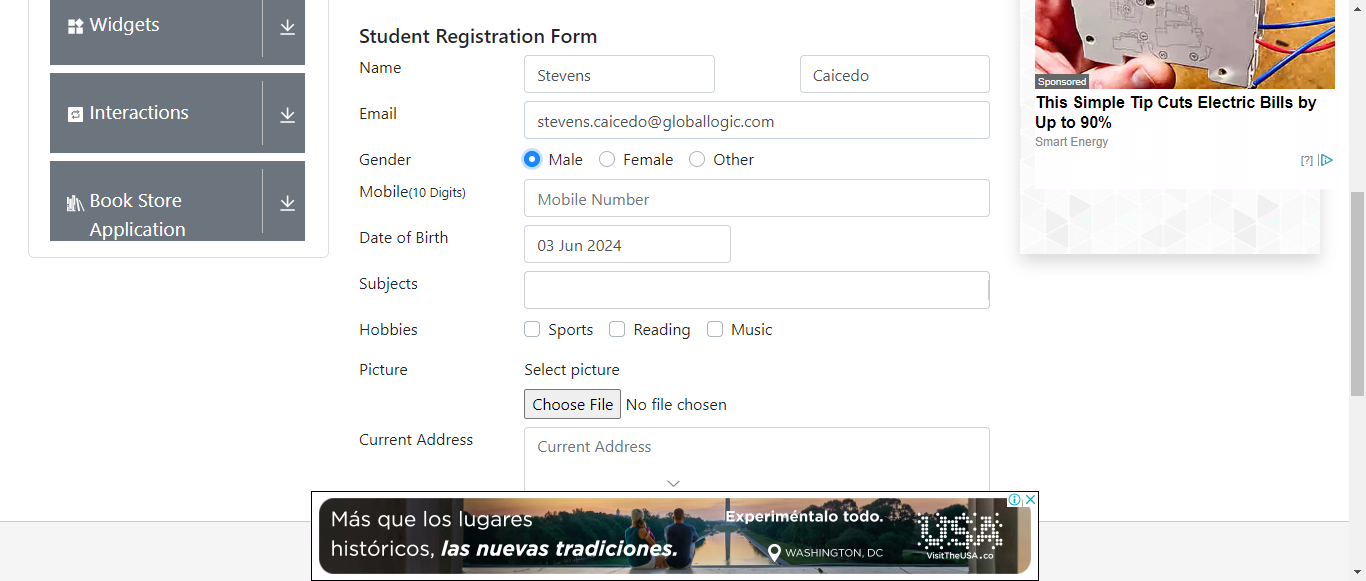 Widgets
Interactions
Book Store
Application
Student Registration Form
Name
Stevens
Caicedo
Email
stevens.caicedo@globallogic.com
Gender
Male
Female
Other
Mobile(10 Digits)
Mobile Number
Date of Birth
03 Jun 2024
Subjects
Hobbies
Sports
Reading
Music
Picture
Select picture
Choose File No file chosen
Current Address
Current Address
Sponsored
This Simple Tip Cuts Electric Bills by
Up to 90%
Smart Energy
[?]
Más que los lugares
históricos, las nuevas tradiciones.
Experiméntalo todo.
WASHINGTON, DC
USA
VisitTheUSA.co